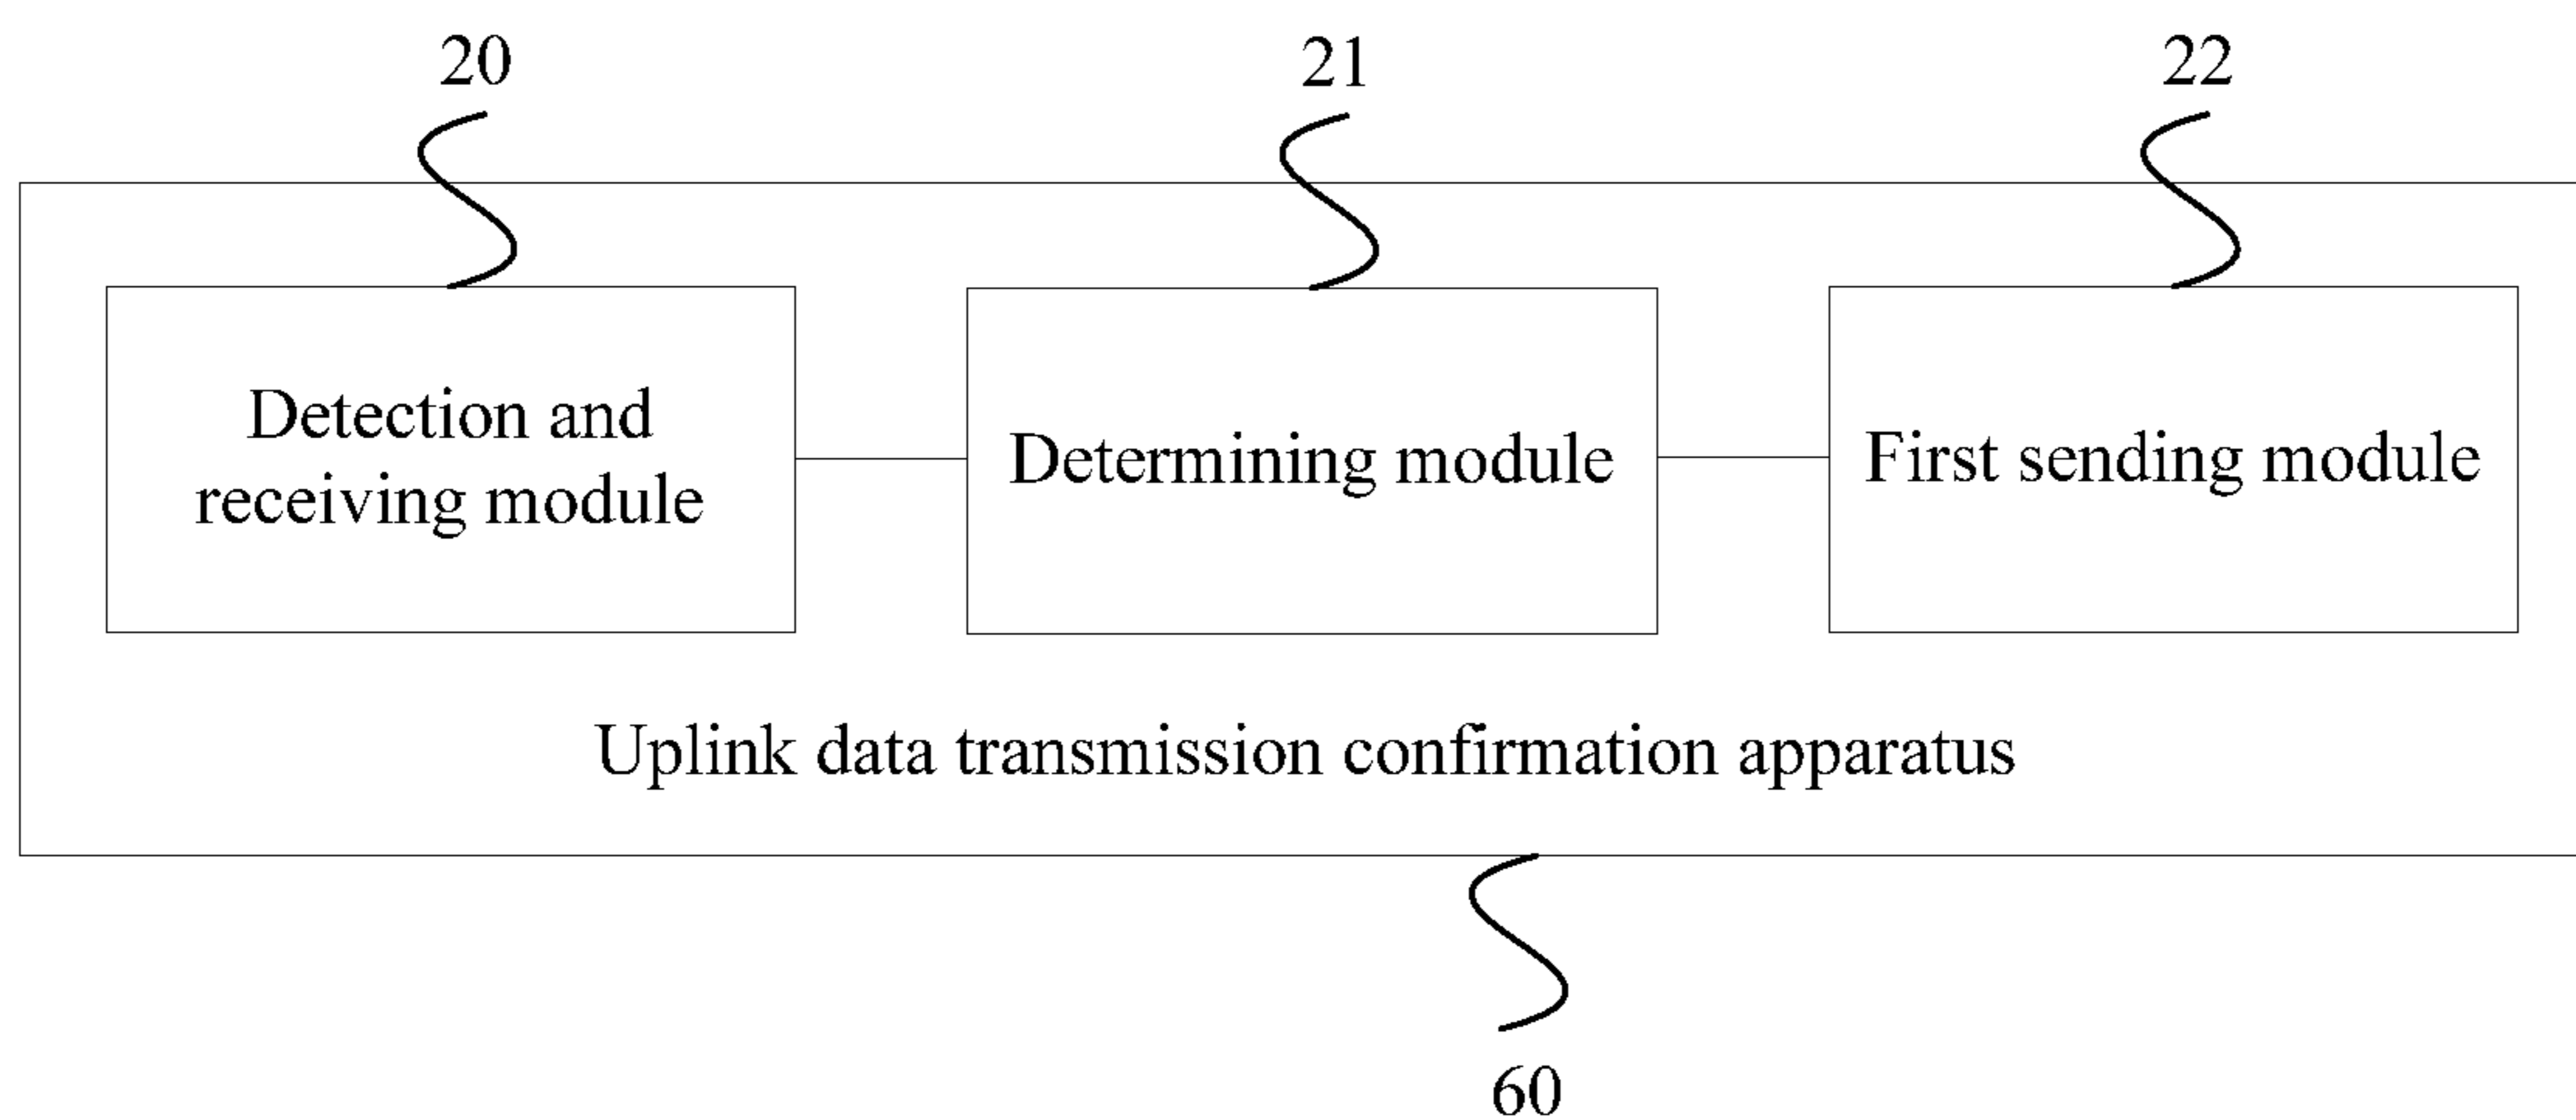 20
21
22
Detection and
receiving module
Determining module
First sending module
Uplink data transmission confirmation apparatus
60